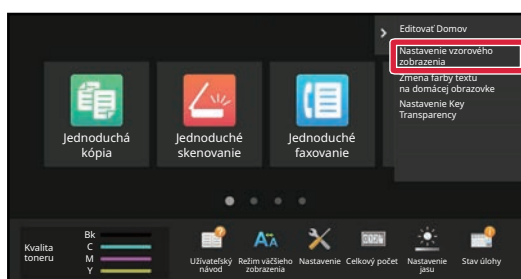 Editovať Domov
Nastavenie vzorového
zobrazenia
Zmena farby textu
na domácej obrazovke
Nastavenie Key
Transparency
Jednoduchá
kópia
Jednoduché
skenovanie
Jednoduché
faxovanie
Kvalita
toneru
Bk
C
M
Y
Užívateľský
návod
Režim väčšieho
zobrazenia
Nastavenie
Celkový počet
Nastavenie
jasu
Stav úlohy